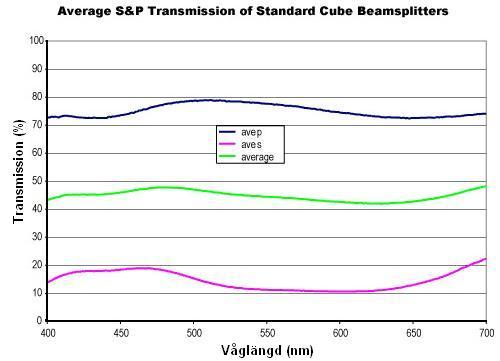 Average S&P Transmission of Standard Cube Beamsplitters
Transmission (%)
100
90
80
70
60
50
40
30
20
10
0
avep
aves
average
400 450 500 550 600 650 700
Våglängd (nm)